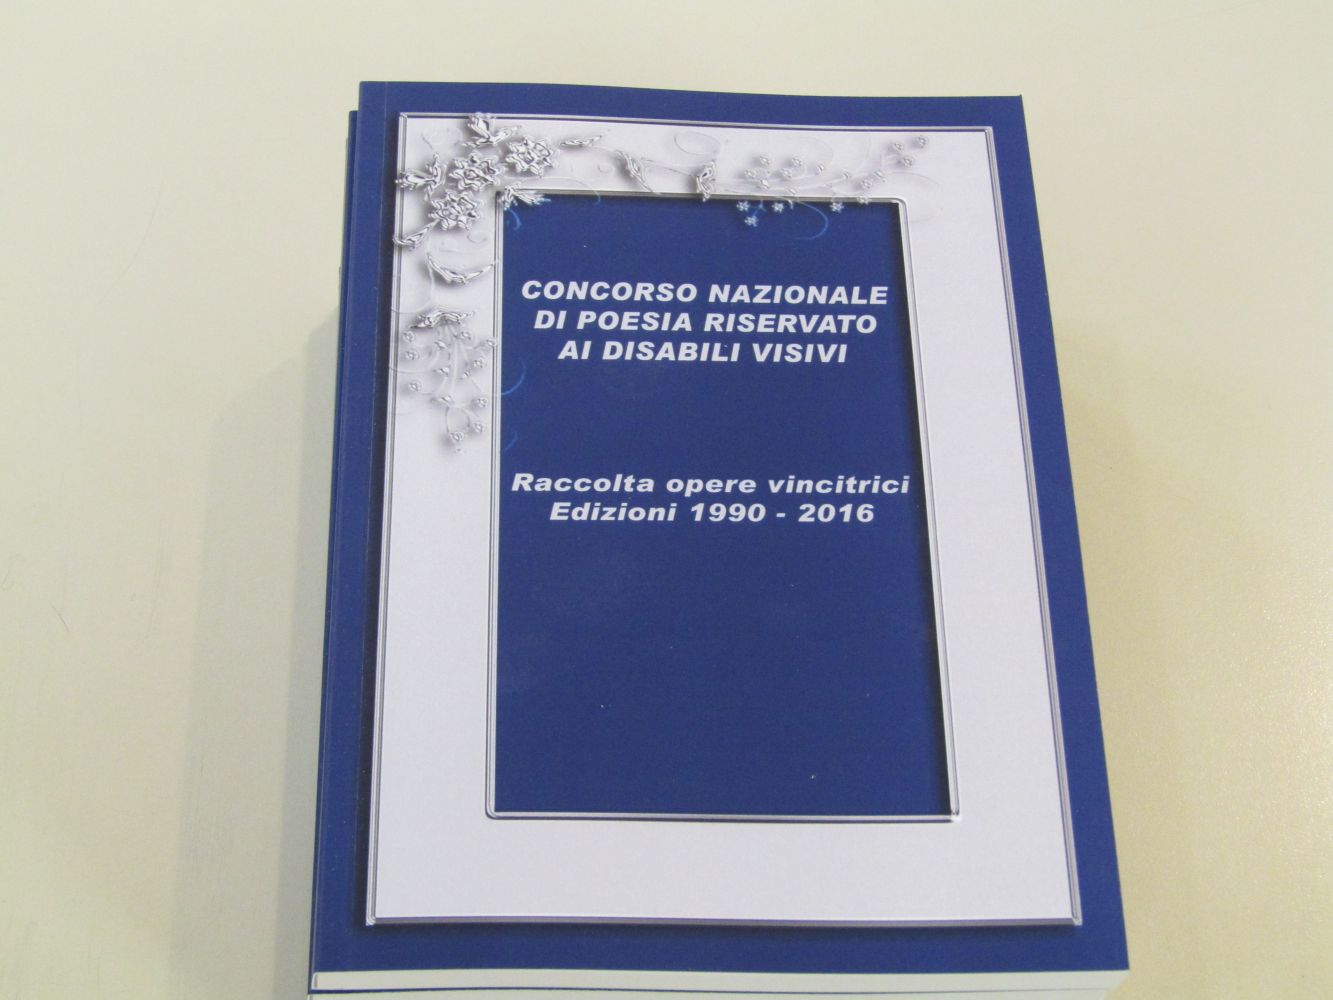 CONCORSO NAZIONALE
DI POESIA RISERVATO
AI DISABILI VISIVI
Raccolta opere vincitrici
Edizioni 1990 - 2016